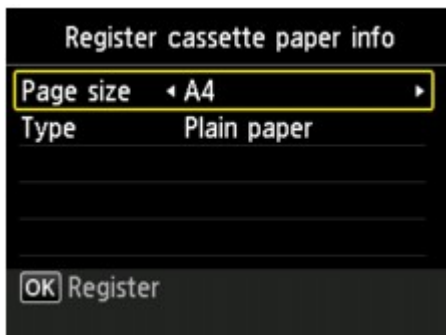 Register cassette paper info
Page size A4
Type Plain paper
OK Register